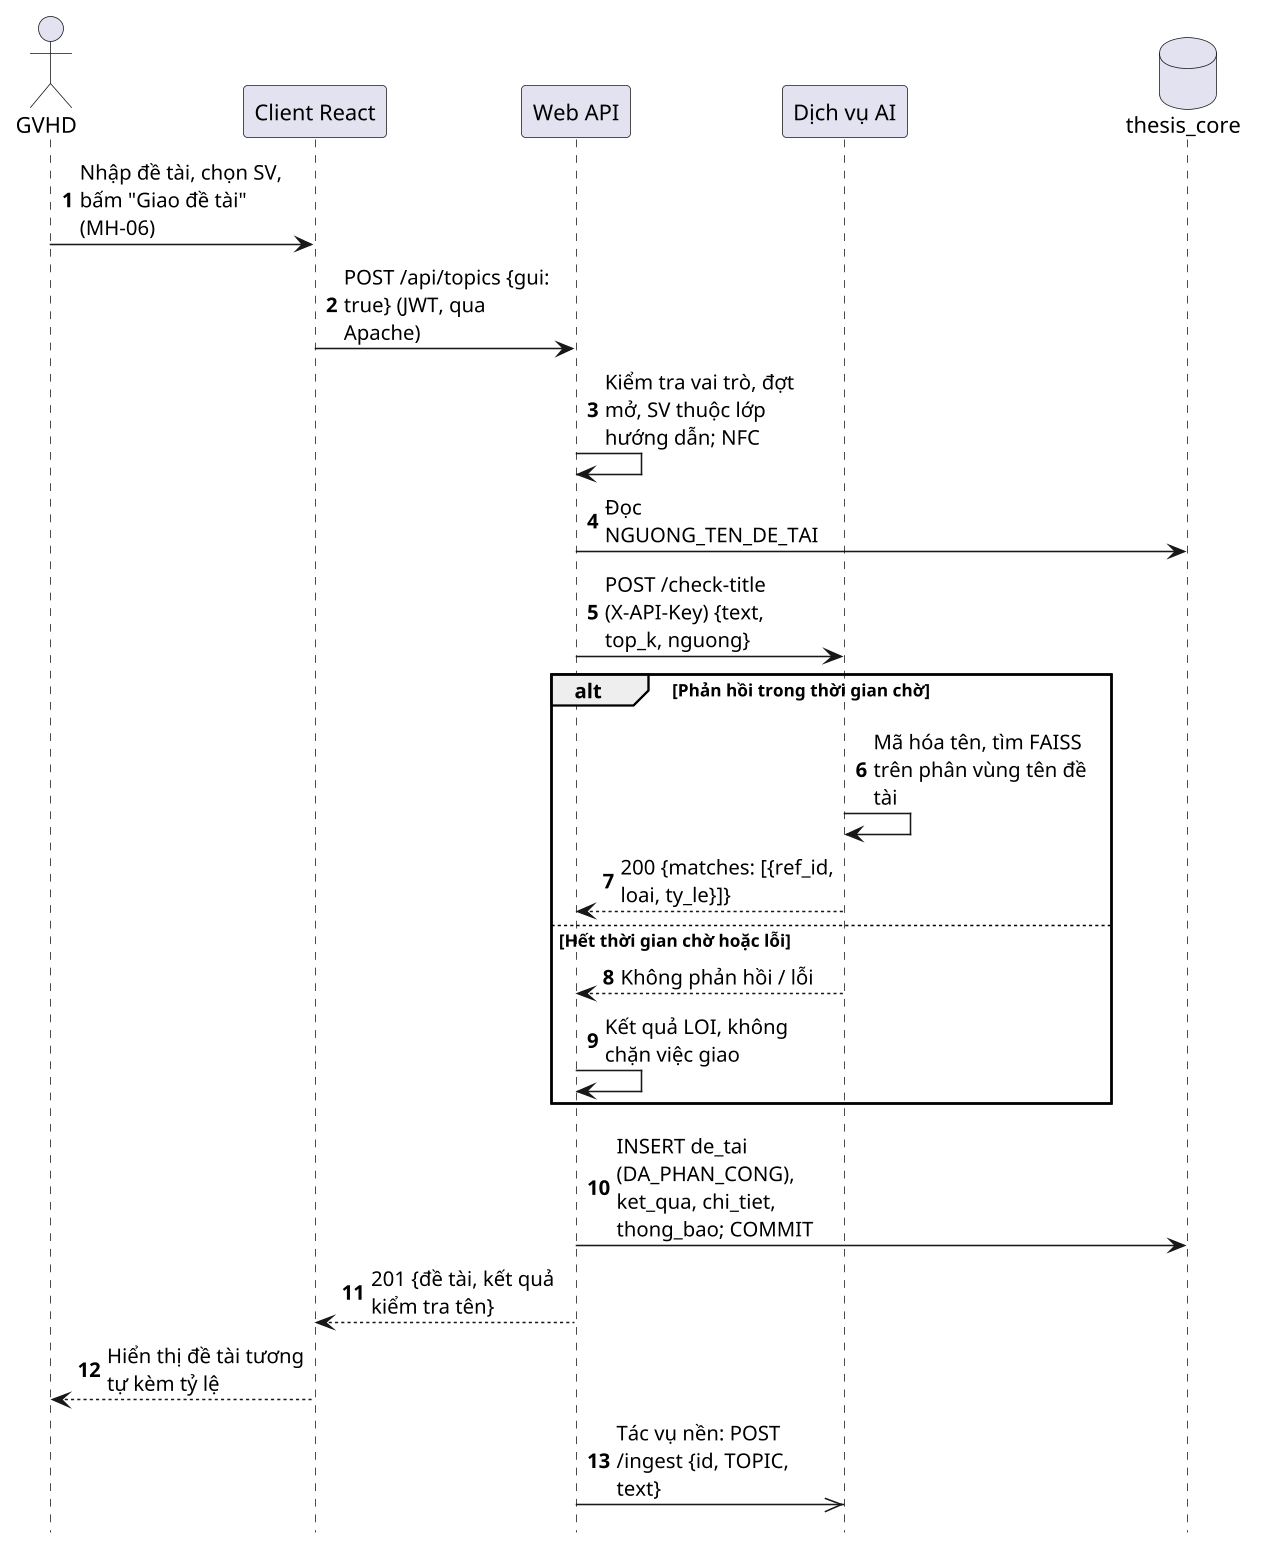 GVHD
Client React
Web API
Dịch vụ AI
thesis_core
1 Nhập đề tài, chọn SV,
bấm "Giao đề tài"
(MH-06)
2 POST /api/topics {gui:
true} (JWT, qua
Apache)
3 Kiểm tra vai trò, đợt
mở, SV thuộc lớp
hướng dẫn; NFC
4 Đọc
NGUONG_TEN_DE_TAI
5 POST /check-title
(X-API-Key) {text,
top_k, nguong}
alt [Phản hồi trong thời gian chờ]
6 Mã hóa tên, tìm FAISS
trên phân vùng tên đề
tài
7 200 {matches: [{ref_id,
loai, ty_le}]}
[Hết thời gian chờ hoặc lỗi]
8 Không phản hồi / lỗi
9 Kết quả LOI, không
chặn việc giao
10 INSERT de_tai
(DA_PHAN_CONG),
ket_qua, chi_tiet,
thong_bao; COMMIT
11 201 {đề tài, kết quả
kiểm tra tên}
12 Hiển thị đề tài tương
tự kèm tỷ lệ
13 Tác vụ nền: POST
/ingest {id, TOPIC,
text}